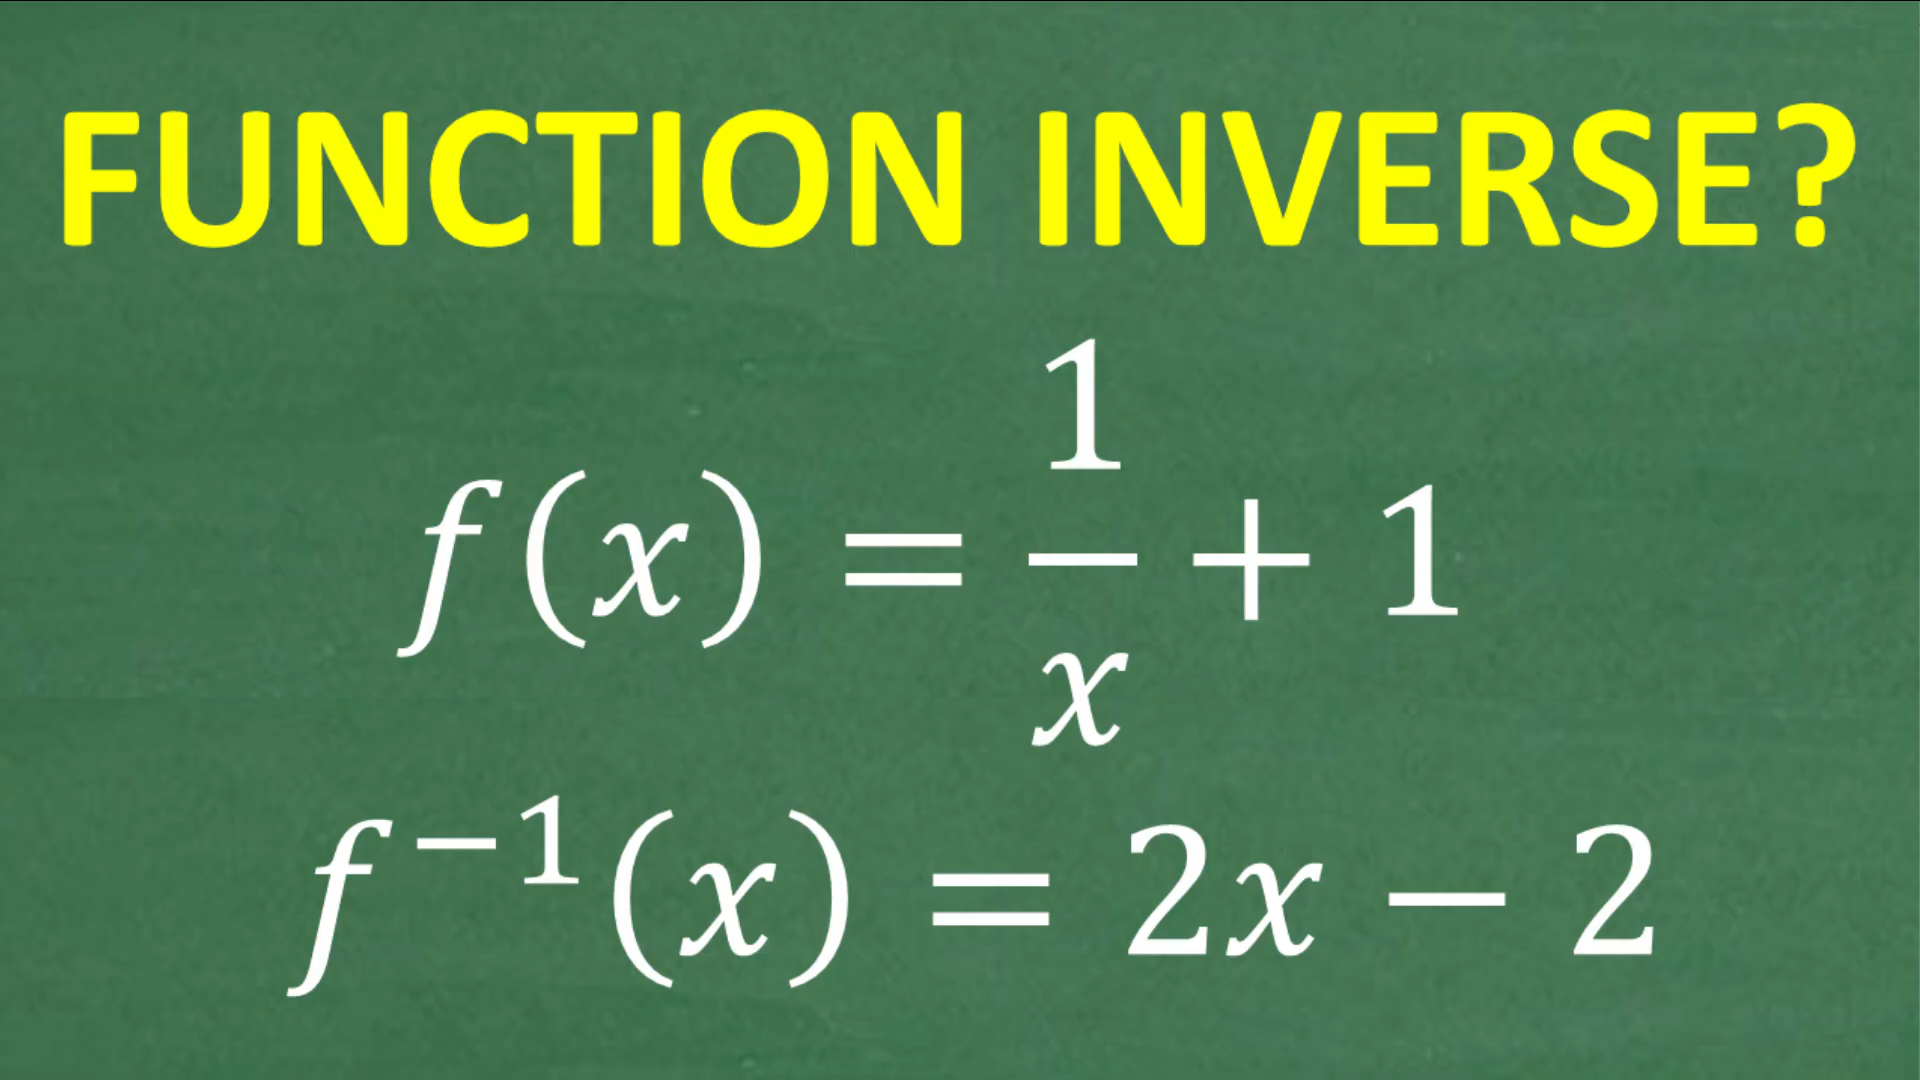 FUNCTION INVERSE?
f(x) = 1/x + 1
f⁻¹(x) = 2x − 2